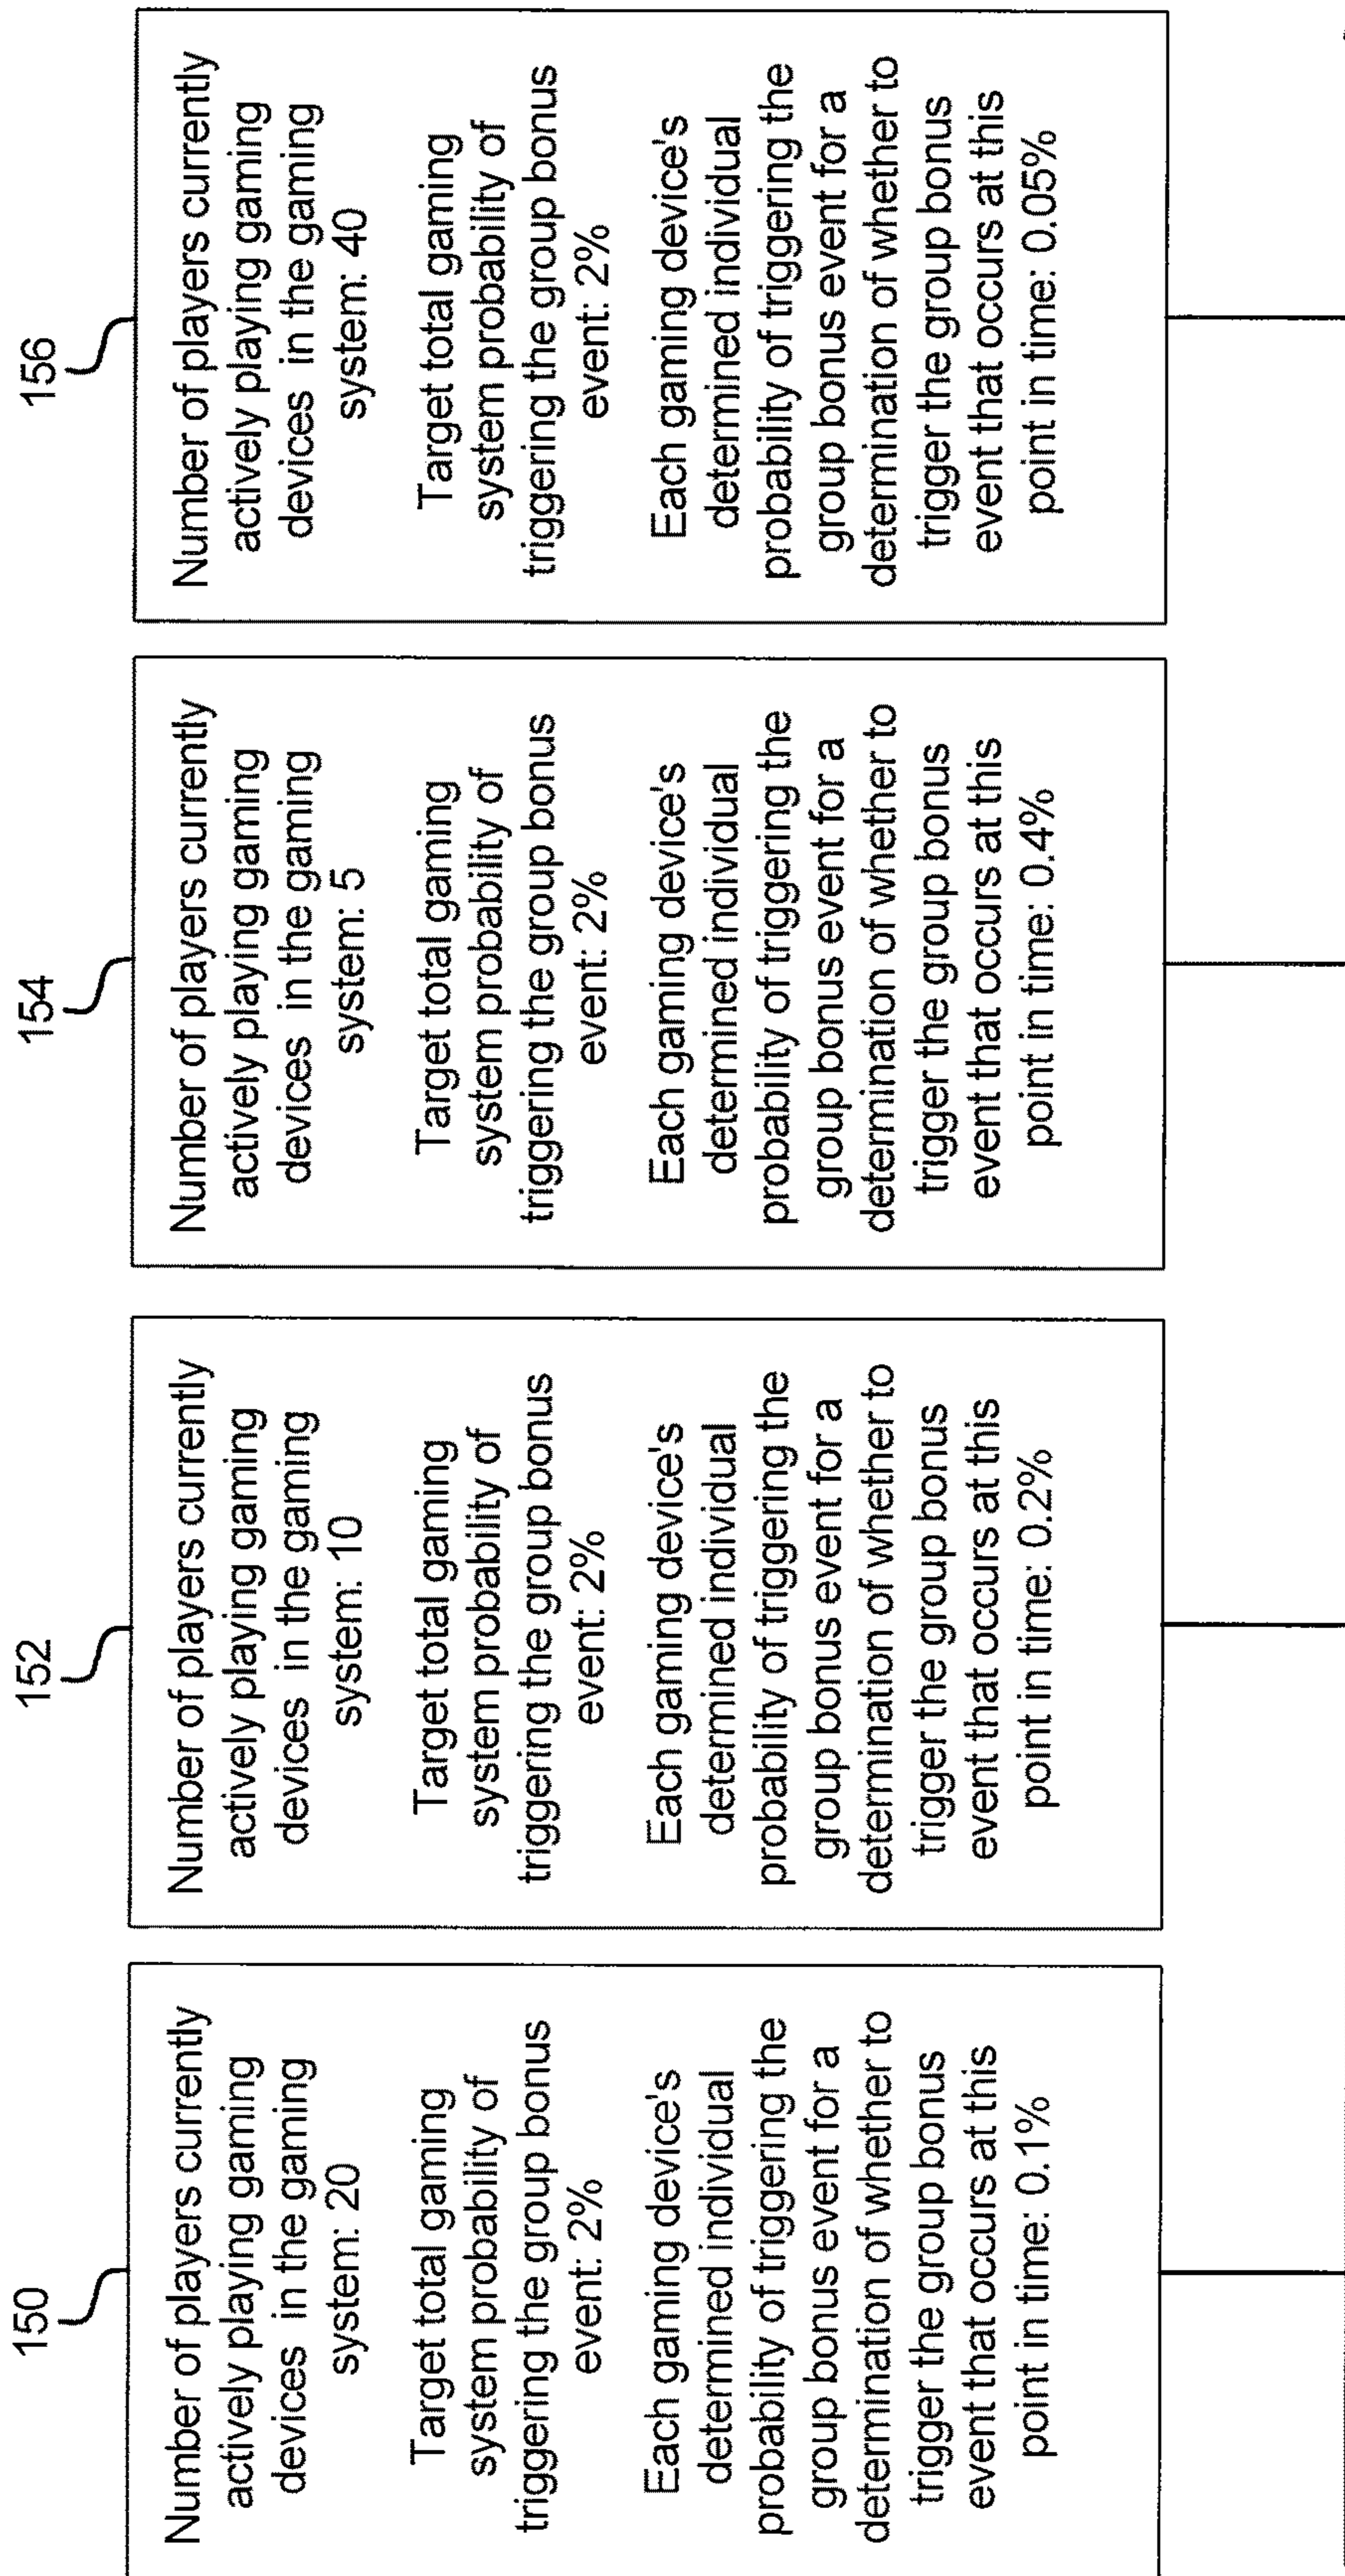 150
Number of players currently
actively playing gaming
devices in the gaming
system: 20
Target total gaming
system probability of
triggering the group bonus
event: 2%
Each gaming device's
determined individual
probability of triggering the
group bonus event for a
determination of whether to
trigger the group bonus
event that occurs at this
point in time: 0.1%
152
Number of players currently
actively playing gaming
devices in the gaming
system: 10
Target total gaming
system probability of
triggering the group bonus
event: 2%
Each gaming device's
determined individual
probability of triggering the
group bonus event for a
determination of whether to
trigger the group bonus
event that occurs at this
point in time: 0.2%
154
Number of players currently
actively playing gaming
devices in the gaming
system: 5
Target total gaming
system probability of
triggering the group bonus
event: 2%
Each gaming device's
determined individual
probability of triggering the
group bonus event for a
determination of whether to
trigger the group bonus
event that occurs at this
point in time: 0.4%
156
Number of players currently
actively playing gaming
devices in the gaming
system: 40
Target total gaming
system probability of
triggering the group bonus
event: 2%
Each gaming device's
determined individual
probability of triggering the
group bonus event for a
determination of whether to
trigger the group bonus
event that occurs at this
point in time: 0.05%